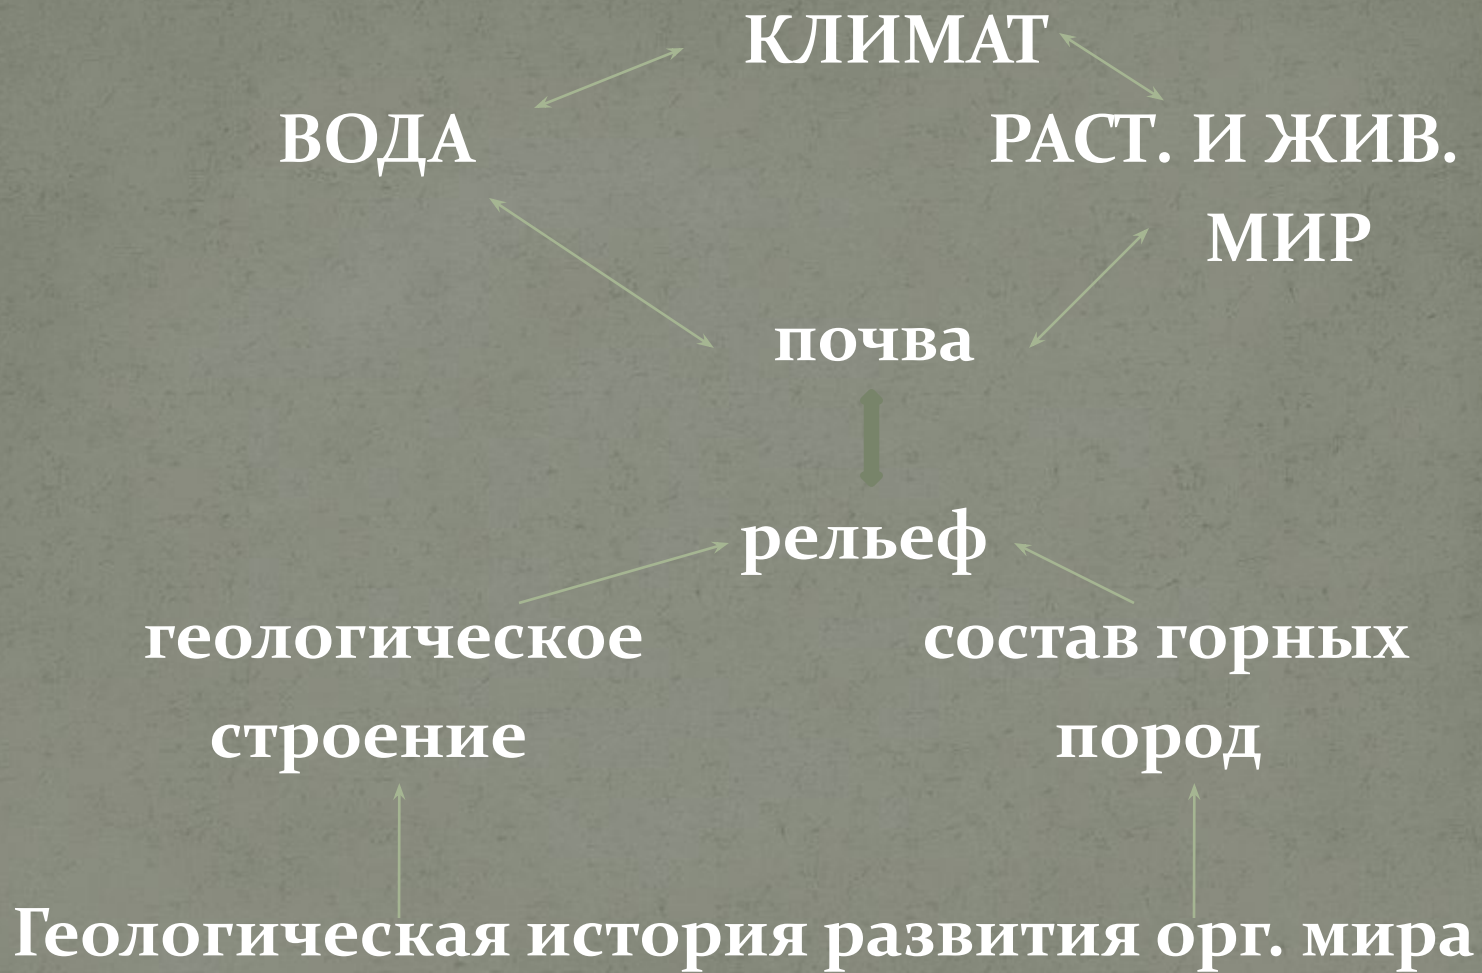 КЛИМАТ
ВОДА РАСТ. И ЖИВ.
МИР
почва
рельеф
геологическое состав горных
строение пород
Геологическая история развития орг. мира